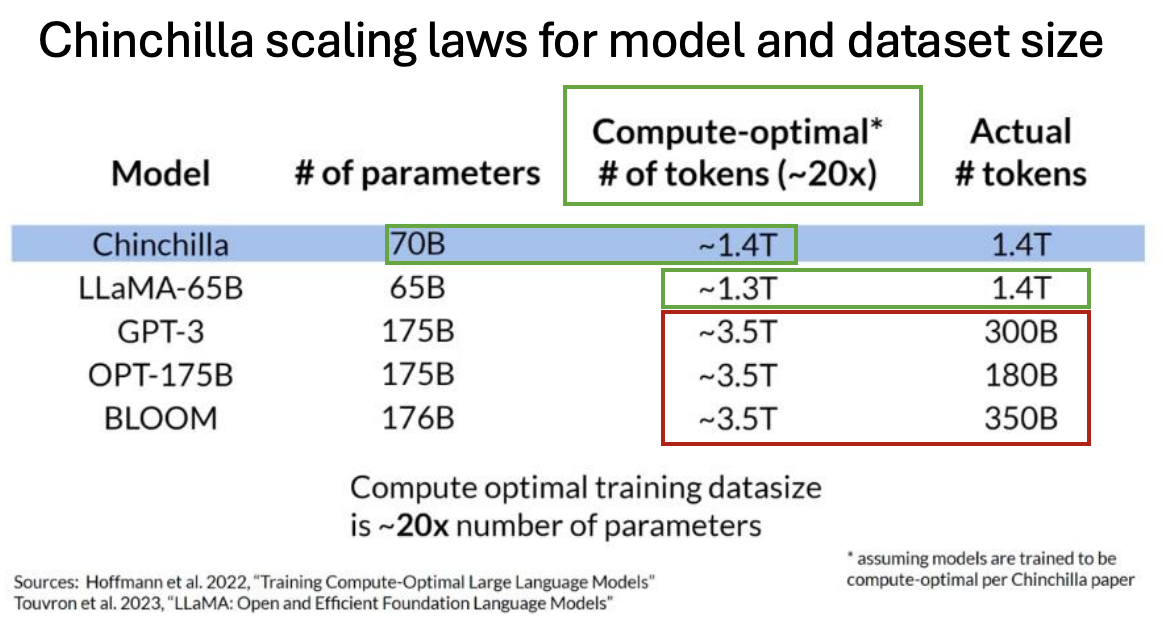 Chinchilla scaling laws for model and dataset size
Model # of parameters Compute-optimal* # of tokens (~20x) Actual # tokens
Chinchilla 70B ~1.4T 1.4T
LLaMA-65B 65B ~1.3T 1.4T
GPT-3 175B ~3.5T 300B
OPT-175B 175B ~3.5T 180B
BLOOM 176B ~3.5T 350B
Compute optimal training datasize
is ~20x number of parameters
* assuming models are trained to be
compute-optimal per Chinchilla paper
Sources: Hoffmann et al. 2022, “Training Compute-Optimal Large Language Models”
Touvron et al. 2023, “LLaMA: Open and Efficient Foundation Language Models”